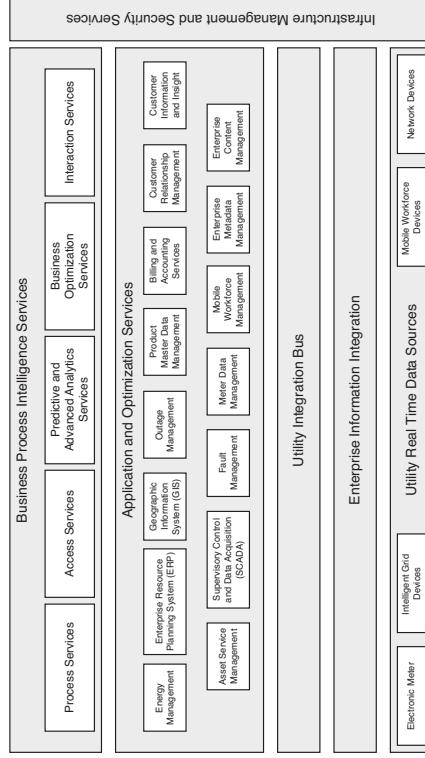 Business Process Intelligence Services
Process Services
Access Services
Predictive and
Advanced Analytics
Services
Business
Optimization
Services
Interaction Services
Application and Optimization Services
Energy
Management
Enterprise Resource
Planning System (ERP)
Geographic
Information
System (GIS)
Outage
Management
Product
Master Data
Management
Billing and
Accounting
Services
Customer
Relationship
Management
Customer
Information
and Insight
Asset Service
Management
Supervisory Control
and Data Acquisition
(SCADA)
Fault
Management
Meter Data
Management
Mobile
Workforce
Management
Enterprise
Metadata
Management
Enterprise
Content
Management
Utility Integration Bus
Enterprise Information Integration
Utility Real Time Data Sources
Electronic Meter
Intelligent Grid
Devices
Mobile Workforce
Devices
Network Devices
Infrastructure Management and Security Services